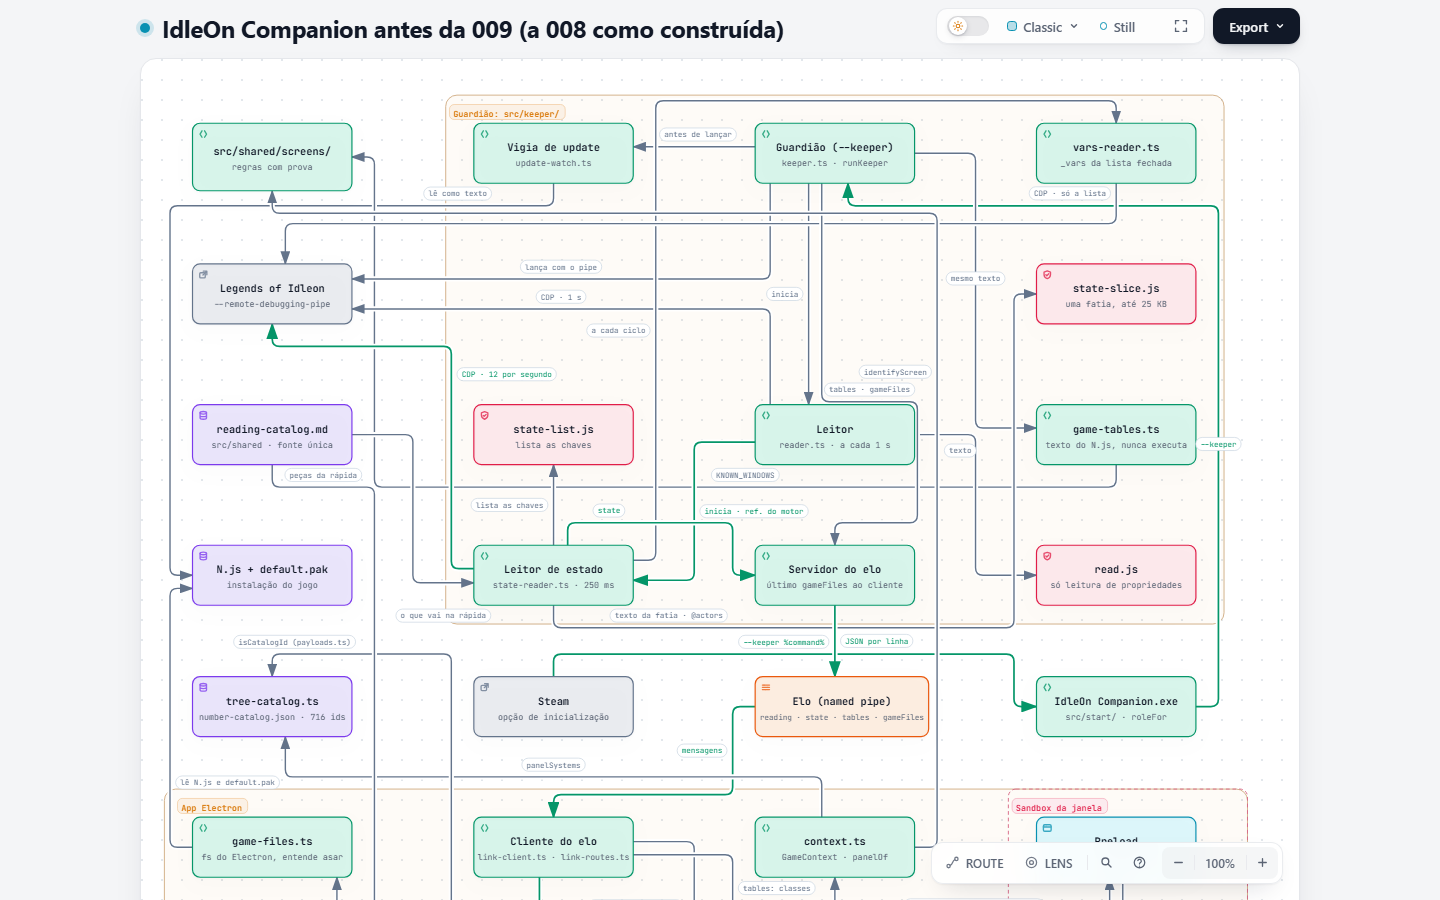 IdleOn Companion antes da 009 (a 008 como construída)
Classic
Still
Export
Guardião: src/keeper/
src/shared/screens/
regras com prova
Vigia de update
update-watch.ts
antes de lançar
Guardião (--keeper)
keeper.ts · runKeeper
vars-reader.ts
_vars da lista fechada
lê como texto
CDP · só a lista
Legends of Idleon
--remote-debugging-pipe
lança com o pipe
CDP · 1 s
inicia
mesmo texto
state-slice.js
uma fatia, até 25 KB
a cada ciclo
CDP · 12 por segundo
identifyScreen
tables · gameFiles
reading-catalog.md
src/shared · fonte única
state-list.js
lista as chaves
Leitor
reader.ts · a cada 1 s
game-tables.ts
texto do N.js, nunca executa
--keeper
texto
peças da rápida
KNOWN_WINDOWS
lista as chaves
state
inicia · ref. do motor
N.js + default.pak
instalação do jogo
Leitor de estado
state-reader.ts · 250 ms
Servidor do elo
último gameFiles ao cliente
read.js
só leitura de propriedades
o que vai na rápida
texto da fatia · @actors
isCatalogId (payloads.ts)
--keeper %command%
JSON por linha
tree-catalog.ts
number-catalog.json · 716 ids
Steam
opção de inicialização
Elo (named pipe)
reading · state · tables · gameFiles
IdleOn Companion.exe
src/start/ · roleFor
mensagens
panelSystems
lê N.js e default.pak
App Electron
Sandbox da janela
game-files.ts
fs do Electron, entende asar
Cliente do elo
link-client.ts · link-routes.ts
context.ts
GameContext · panelOf
Preload
tables: classes
ROUTE
LENS
100%